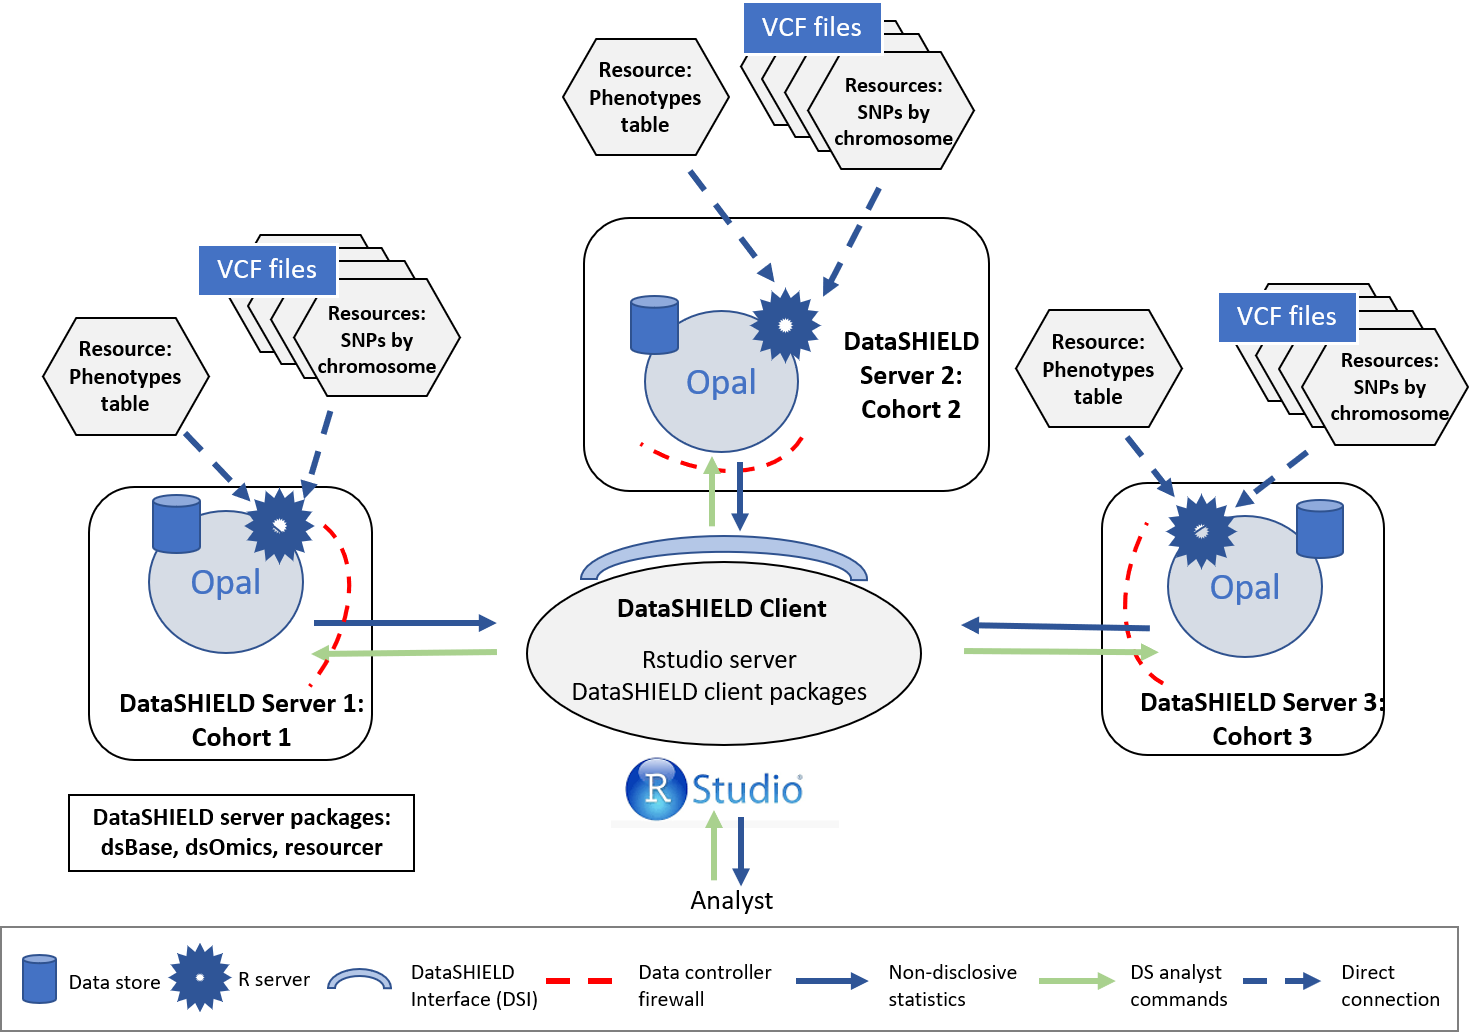 VCF files
Resource:
Phenotypes
table
Resources:
SNPs by
chromosome
DataSHIELD
Server 2:
Cohort 2
Opal
VCF files
Resource:
Phenotypes
table
Resources:
SNPs by
chromosome
Opal
DataSHIELD Server 1:
Cohort 1
VCF files
Resource:
Phenotypes
table
Resources:
SNPs by
chromosome
Opal
DataSHIELD Server 3:
Cohort 3
DataSHIELD Client
Rstudio server
DataSHIELD client packages
R Studio®
Analyst
DataSHIELD server packages:
dsBase, dsOmics, resourcer
Data store
R server
DataSHIELD
Interface (DSI)
Data controller
firewall
Non-disclosive
statistics
DS analyst
commands
Direct
connection